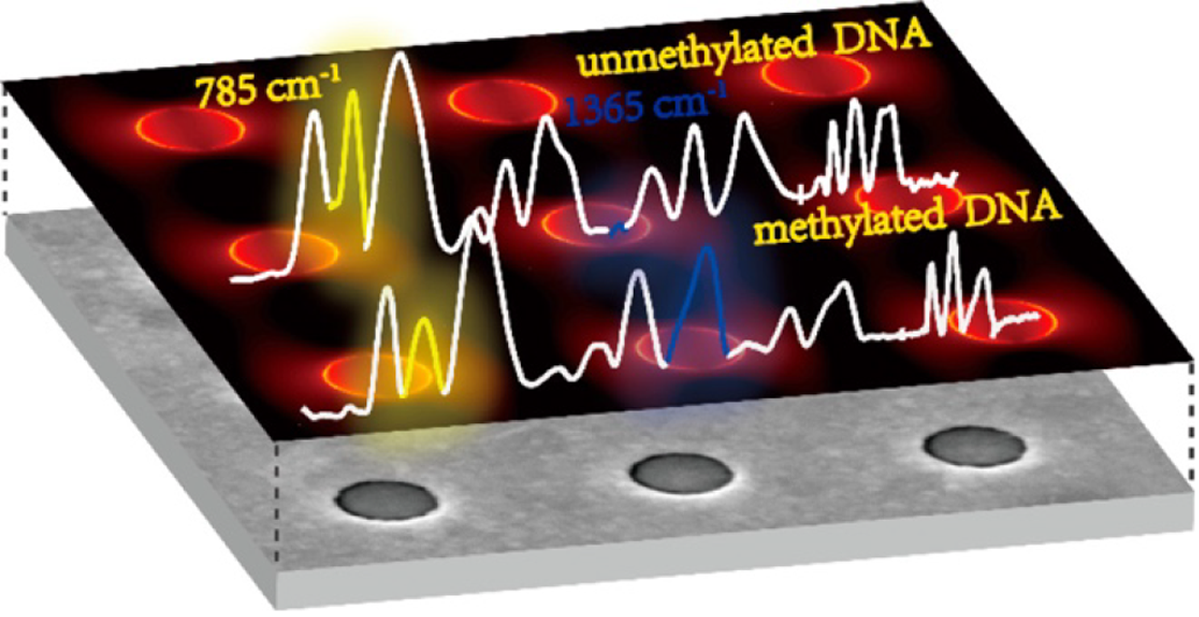 unmethylated DNA
785 cm⁻¹
1365 cm⁻¹
methylated DNA